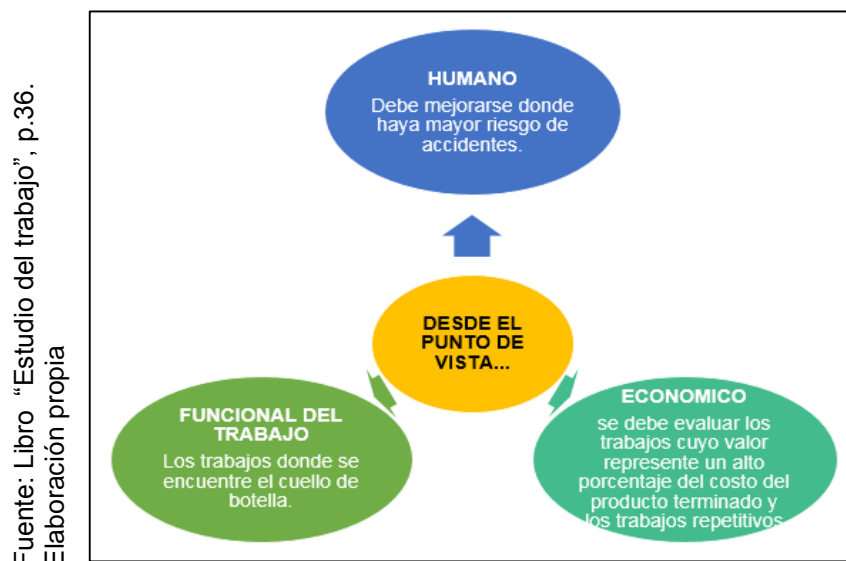 Fuente: Libro “Estudio del trabajo”, p.36.
Elaboración propia
HUMANO
Debe mejorarse donde
haya mayor riesgo de
accidentes.
DESDE EL
PUNTO DE
VISTA...
FUNCIONAL DEL
TRABAJO
Los trabajos donde se
encuentre el cuello de
botella.
ECONOMICO
se debe evaluar los
trabajos cuyo valor
represente un alto
porcentaje del costo del
producto terminado y
los trabajos repetitivos